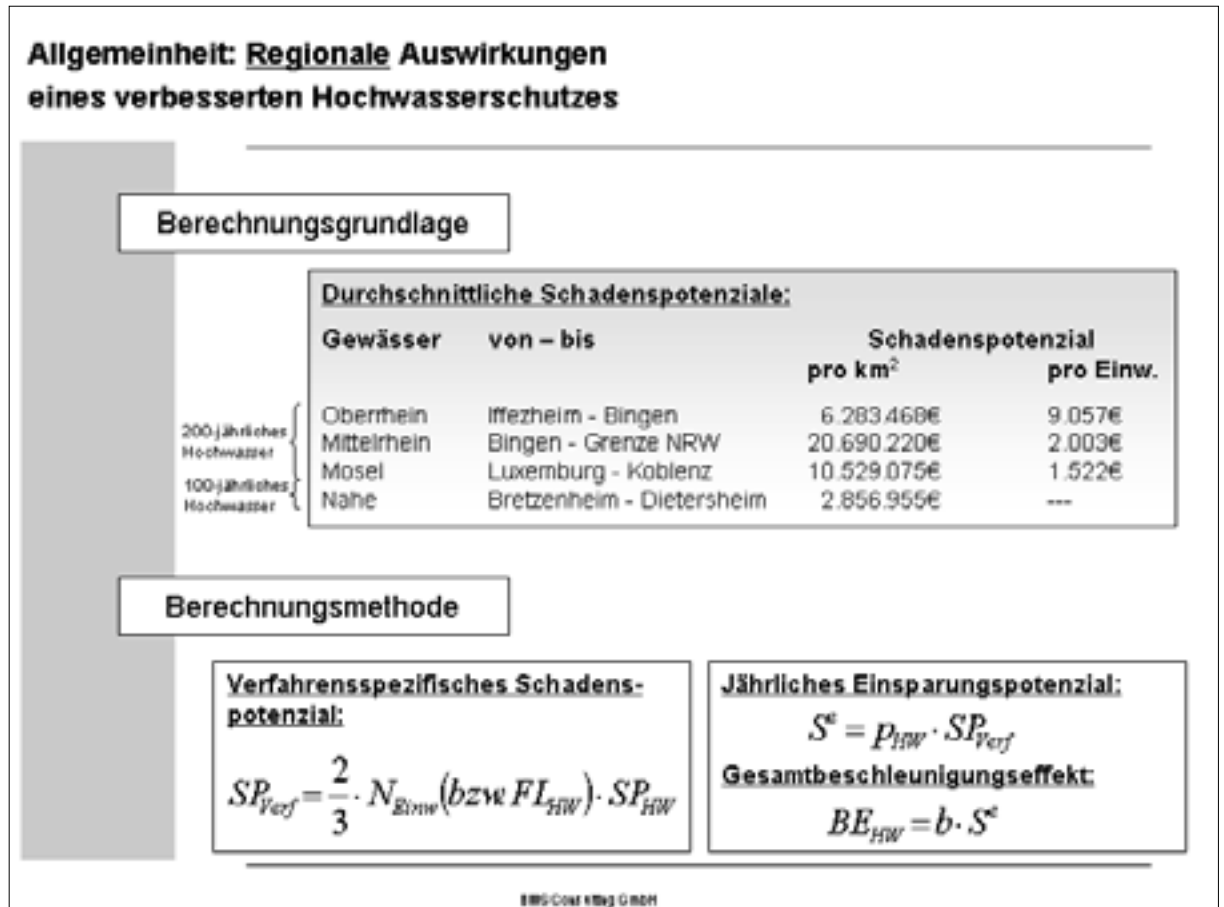 Allgemeinheit: Regionale Auswirkungen
eines verbesserten Hochwasserschutzes
Berechnungsgrundlage
Durchschnittliche Schadenspotenziale:
Gewässer von – bis Schadenspotenzial
pro km² pro Einw.
200-jährliches
Hochwasser
Oberrhein Iffezheim - Bingen 6.283.468€ 9.057€
Mittelrhein Bingen - Grenze NRW 20.690.220€ 2.003€
Mosel Luxemburg - Koblenz 10.529.075€ 1.522€
100-jährliches
Hochwasser
Nahe Bretzenheim - Dietersheim 2.856.955€ ---
Berechnungsmethode
Verfahrensspezifisches Schadens-
potenzial:
SP_Verf = 2/3 · N_Einw (bzw. FL_HW) · SP_HW
Jährliches Einsparungspotenzial:
S^ε = p_HW · SP_Verf
Gesamtbeschleunigungseffekt:
BE_HW = b · S^ε
Consulting GmbH